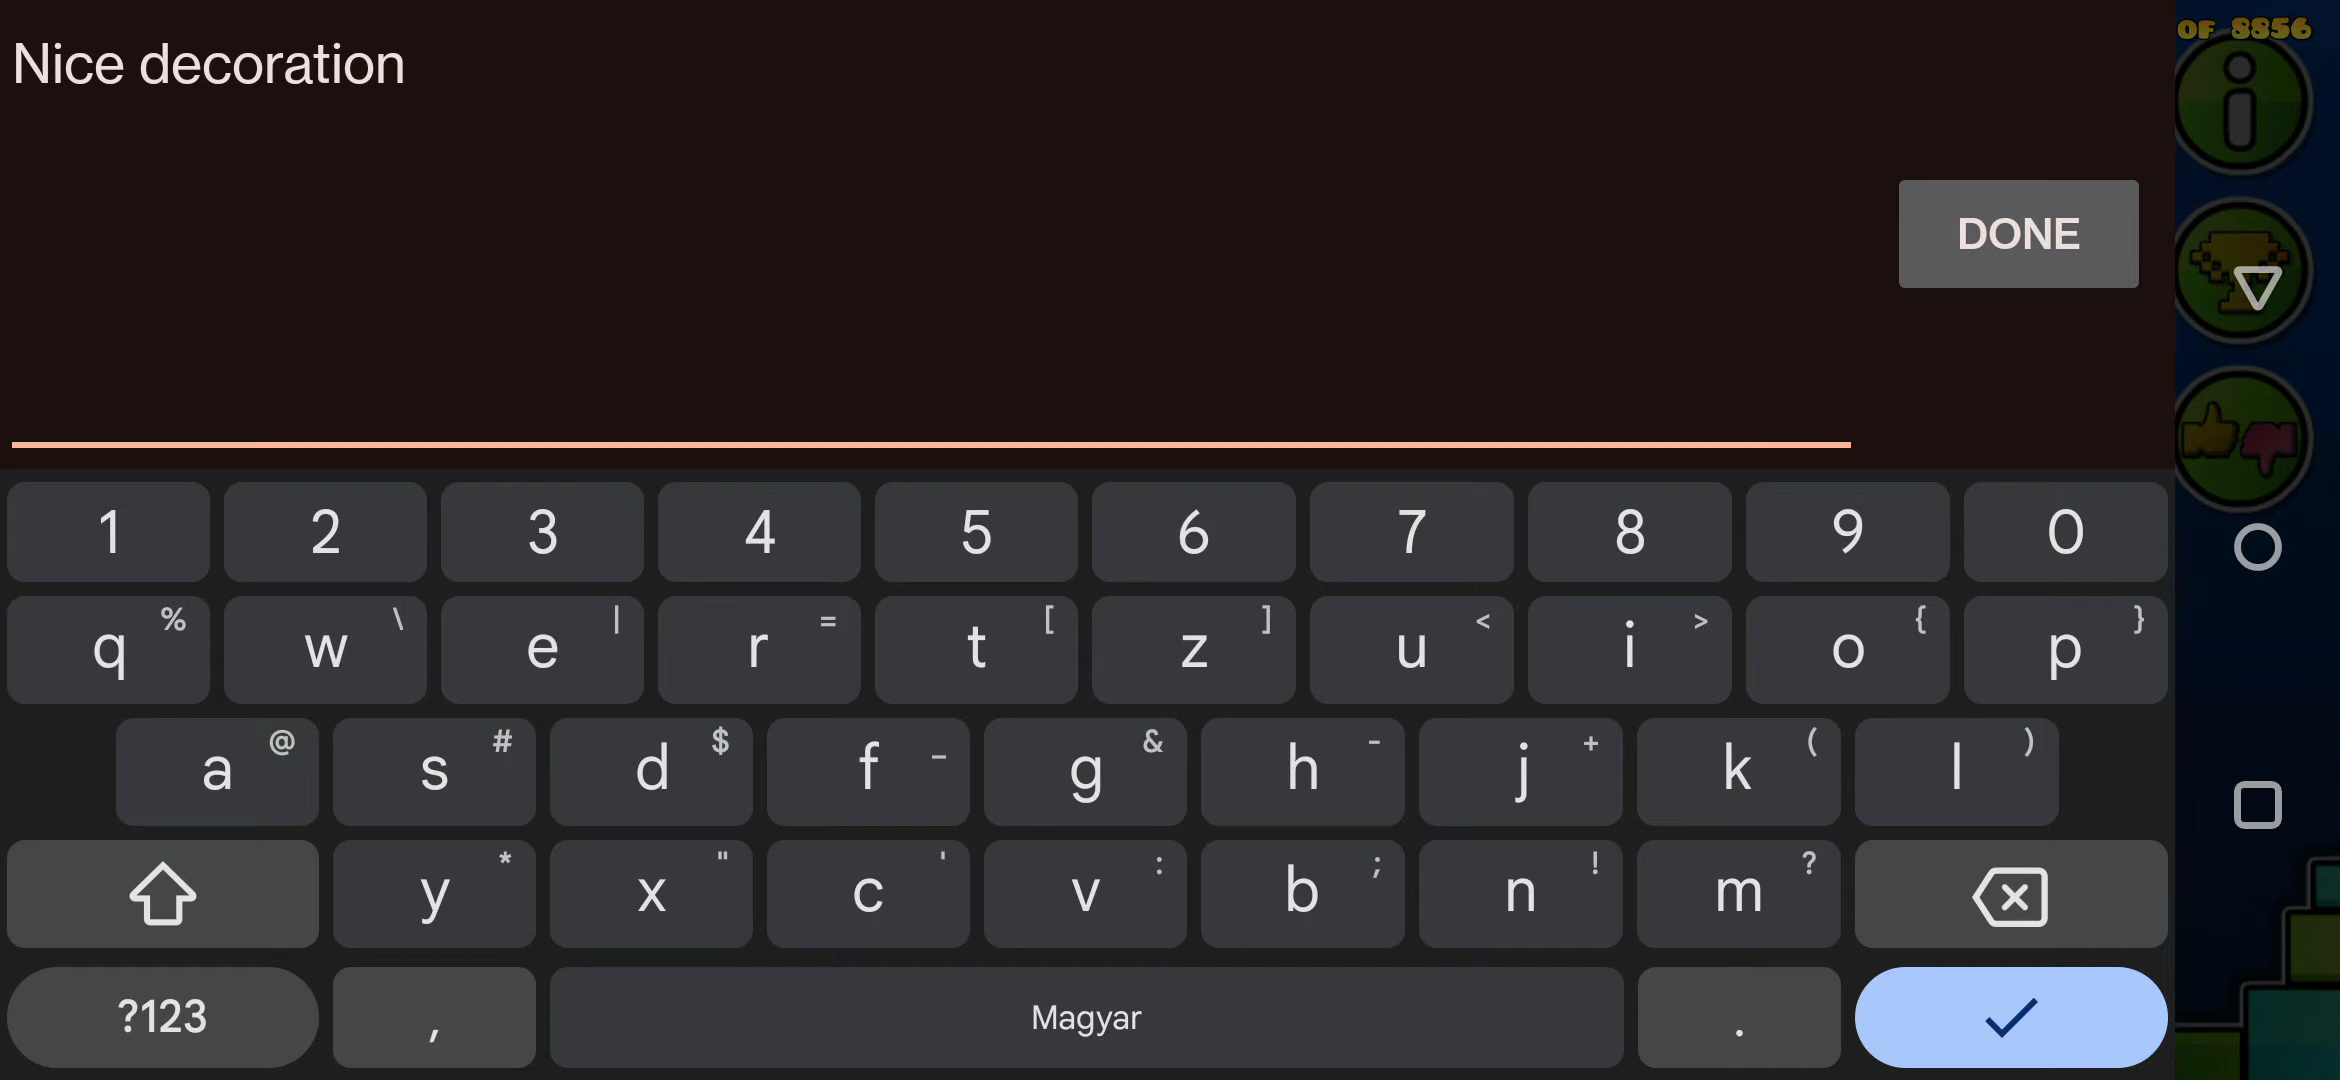 Nice decoration
OF 8856
DONE
1 2 3 4 5 6 7 8 9 0
q % w \ e | r = t [ z ] u < i > o { p }
a @ s # d $ f _ g & h - j + k ( l )
y * x " c ' v : b ; n ! m ?
?123 , Magyar .